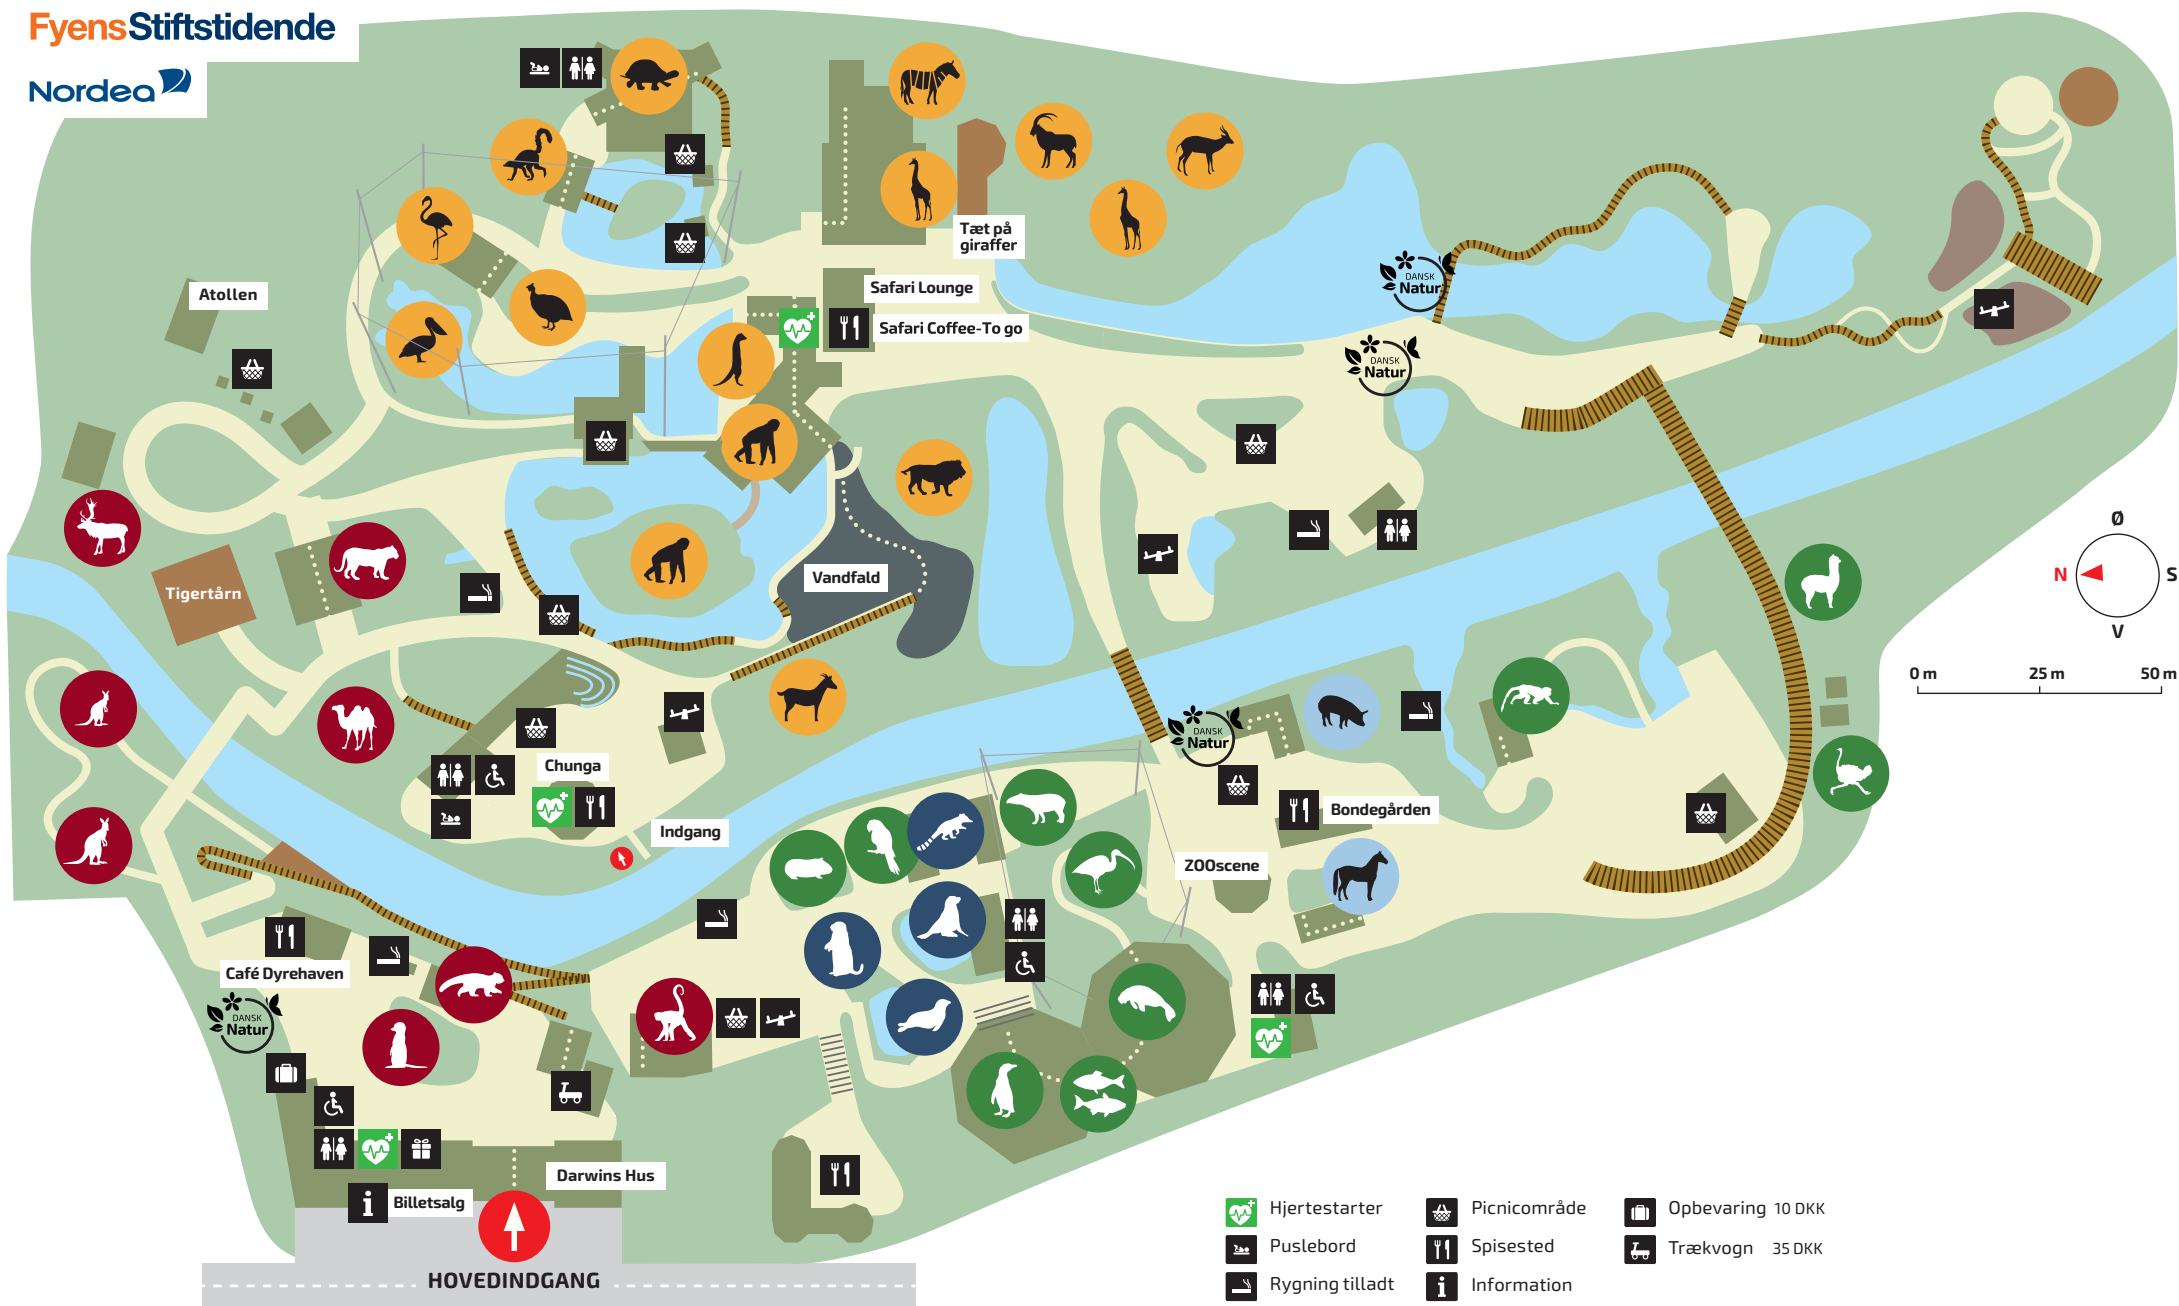 FyensStiftstidende
Nordea
Tæt på
giraffer
Atollen
Safari Lounge
Safari Coffee-To go
DANSK
Natur
DANSK
Natur
Tigertårn
Vandfald
Ø
N
S
V
0 m
25 m
50 m
DANSK
Natur
Chunga
Indgang
Bondegården
ZOOscene
Café Dyrehaven
DANSK
Natur
Darwins Hus
i
Billetsalg
HOVEDINDGANG
Hjertestarter
Puslebord
Rygning tilladt
Picnicområde
Spisested
i
Information
Opbevaring 10 DKK
Trækvogn 35 DKK